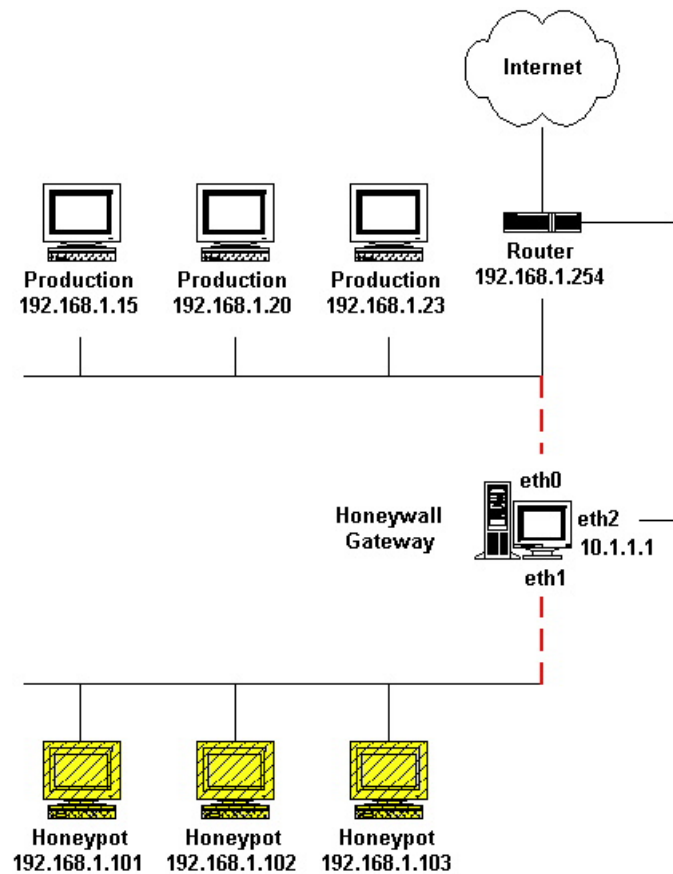 Internet
Production
192.168.1.15
Production
192.168.1.20
Production
192.168.1.23
Router
192.168.1.254
Honeywall
Gateway
eth0
eth2
10.1.1.1
eth1
Honeypot
192.168.1.101
Honeypot
192.168.1.102
Honeypot
192.168.1.103